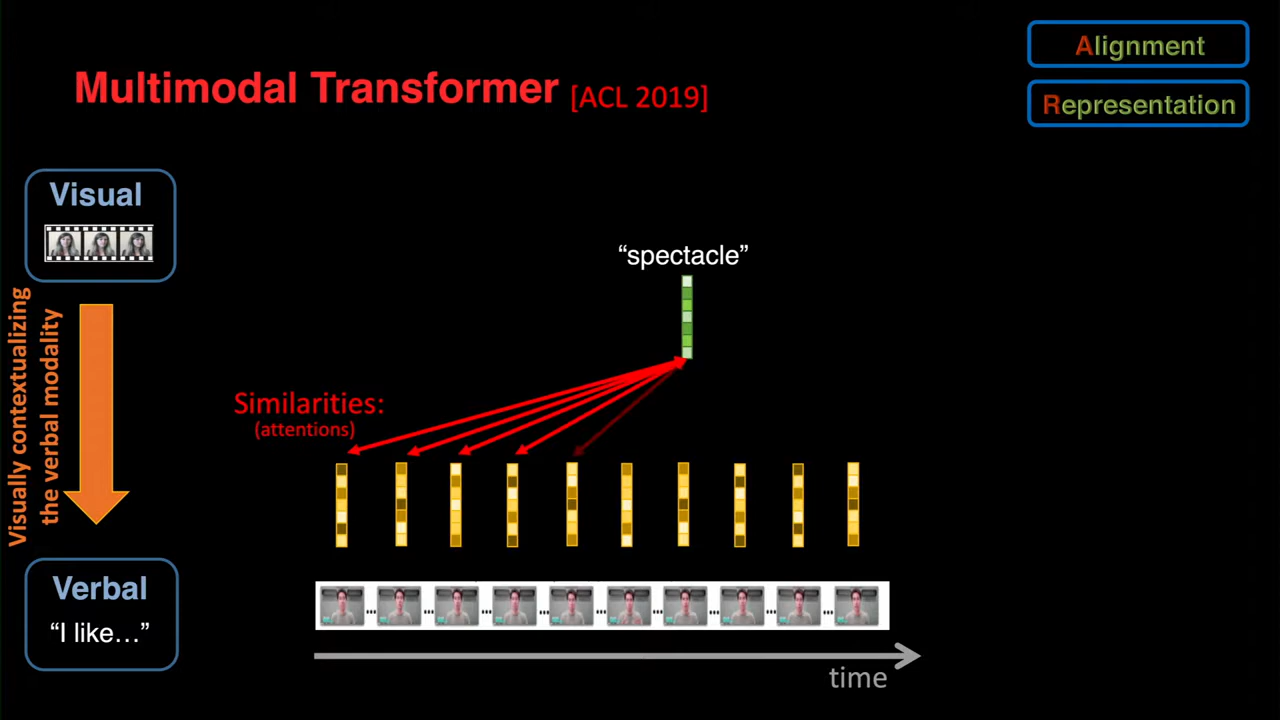 Multimodal Transformer [ACL 2019]
Alignment
Representation
Visual
“spectacle”
Visually contextualizing
the verbal modality
Similarities:
(attentions)
Verbal
“I like…”
time